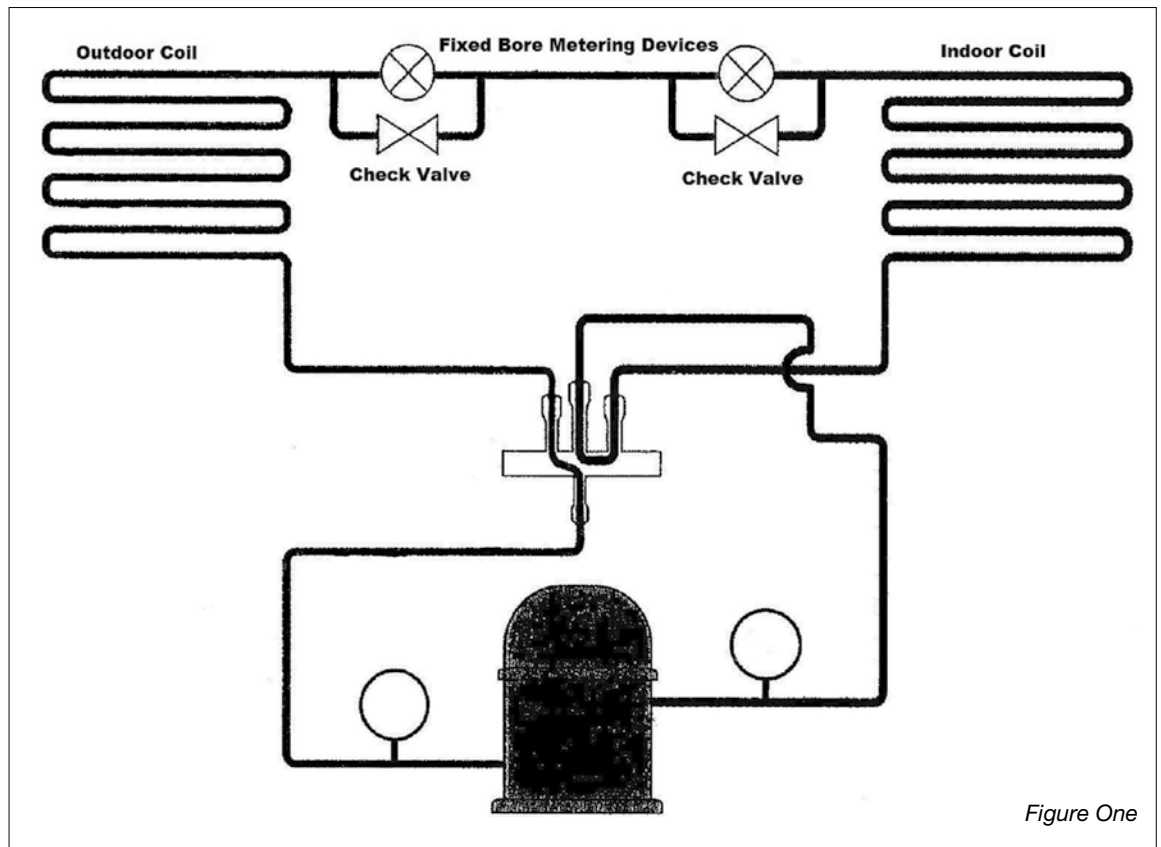 Outdoor Coil
Fixed Bore Metering Devices
Indoor Coil
Check Valve
Check Valve
Figure One